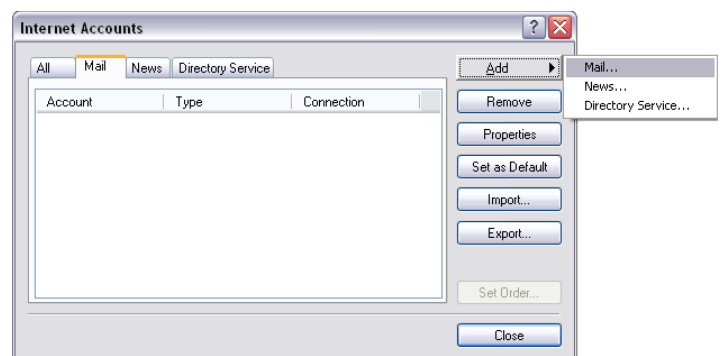 Internet Accounts
All Mail News Directory Service
Account Type Connection
Add
Remove
Properties
Set as Default
Import...
Export...
Set Order...
Close
Mail...
News...
Directory Service...